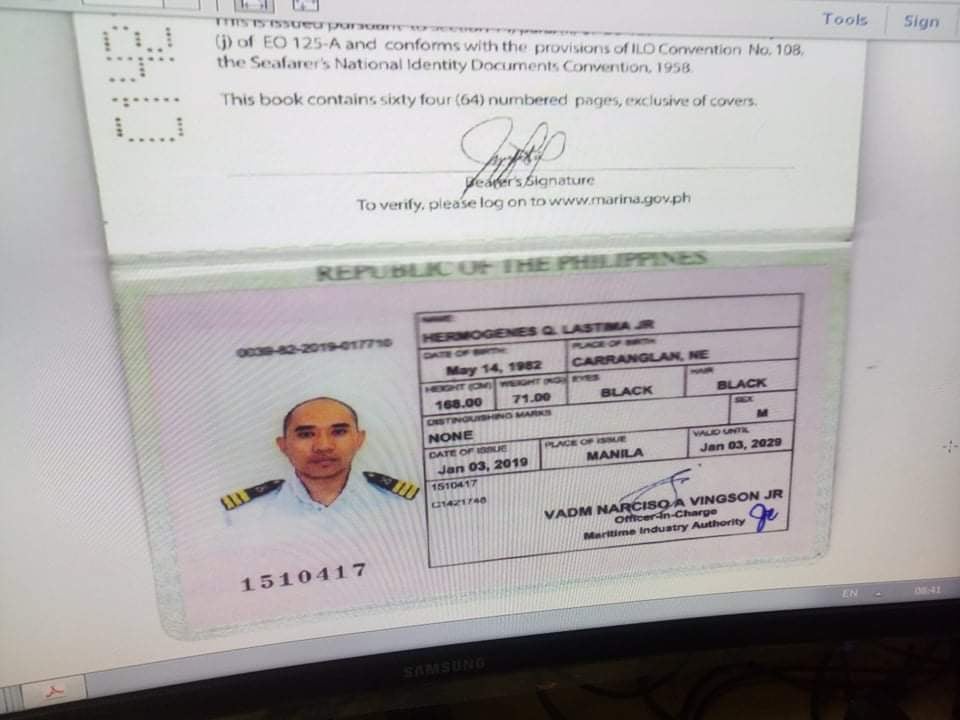 Tools Sign
This is issued pursuant to Section
(j) of EO 125-A and conforms with the provisions of ILO Convention No. 108,
the Seafarer's National Identity Documents Convention, 1958.
This book contains sixty four (64) numbered pages, exclusive of covers.
Bearer's Signature
To verify, please log on to www.marina.gov.ph
REPUBLIC OF THE PHILIPPINES
0039-82-2019-017710
NAME:
HERMOGENES Q. LASTIMA JR
DATE OF BIRTH: PLACE OF BIRTH
May 14, 1982 CARRANGLAN, NE
HEIGHT (CM) WEIGHT (KG) EYES HAIR
168.00 71.00 BLACK BLACK
DISTINGUISHING MARKS SEX
NONE M
DATE OF ISSUE PLACE OF ISSUE VALID UNTIL
Jan 03, 2019 MANILA Jan 03, 2029
1510417
C1421748
VADM NARCISO A VINGSON JR
Officer-In-Charge
Maritime Industry Authority
1510417
EN 08:41
SAMSUNG